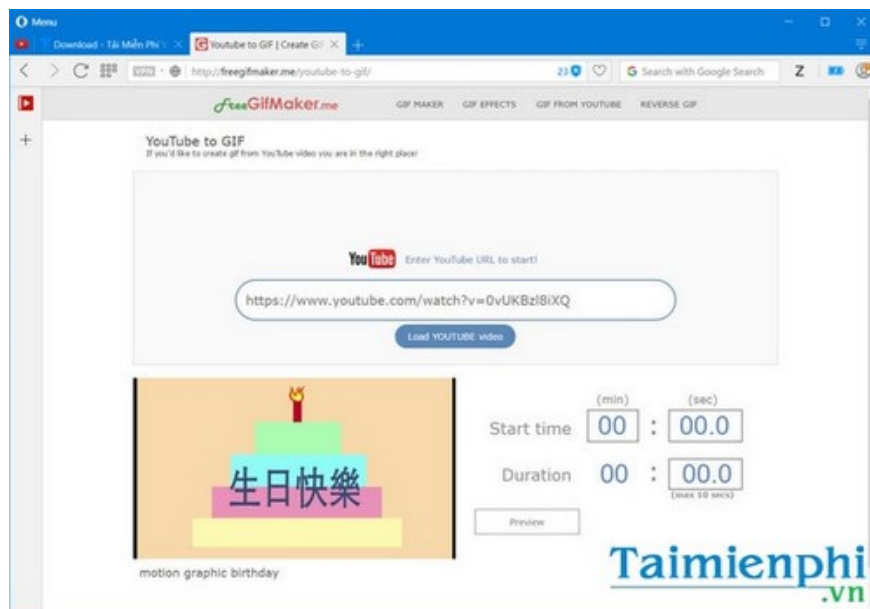 Menu
Download - Tải Miễn Phí V
Youtube to GIF | Create GIF
http://freegifmaker.me/youtube-to-gif/
23
Search with Google Search
FreeGifMaker.me
GIF MAKER GIF EFFECTS GIF FROM YOUTUBE REVERSE GIF
YouTube to GIF
If you'd like to create gif from YouTube video you are in the right place!
YouTube Enter YouTube URL to start!
https://www.youtube.com/watch?v=0vUKBzl8iXQ
Load YOUTUBE video
生日快樂
motion graphic birthday
(min) (sec)
Start time 00 : 00.0
Duration 00 : 00.0
(max 10 secs)
Preview
Taimienphi
.vn